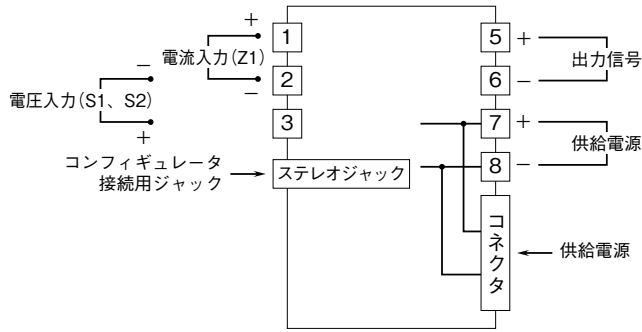 +
電流入力(Z1)
−
−
電圧入力(S1、S2)
+
コンフィギュレータ
接続用ジャック
1
2
3
ステレオジャック
5
6
7
8
コネクタ
+
出力信号
−
+
供給電源
−
供給電源